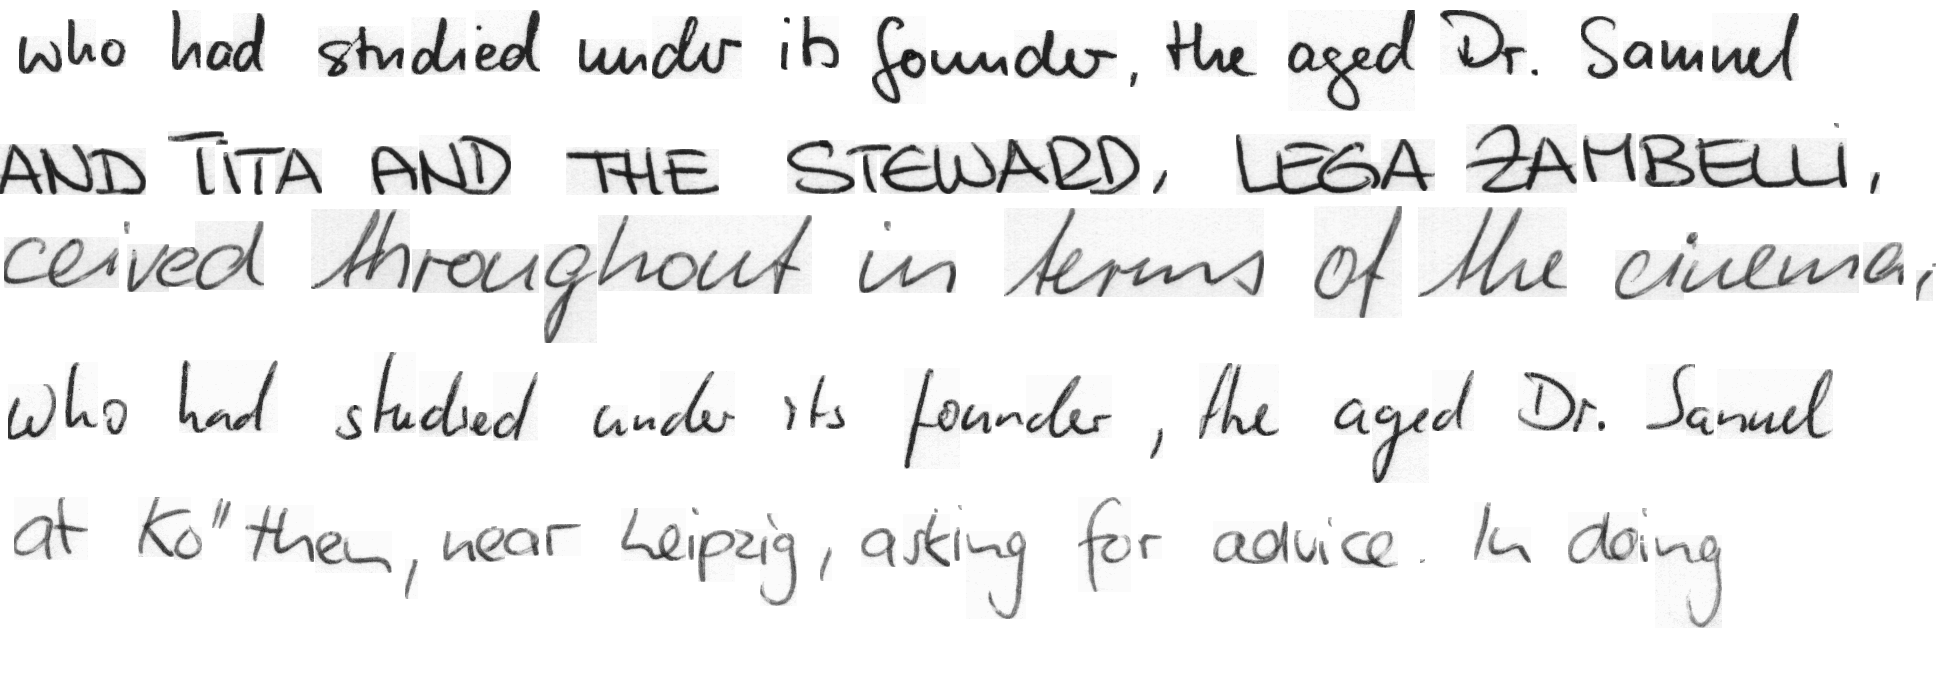 who had studied under its founder, the aged Dr. Samuel
AND TITA AND THE STEWARD, LEGA ZAMBELLI,
ceived throughout in terms of the cinema,
who had studied under its founder, the aged Dr. Samuel
at Ko"then, near Leipzig, asking for advice. In doing